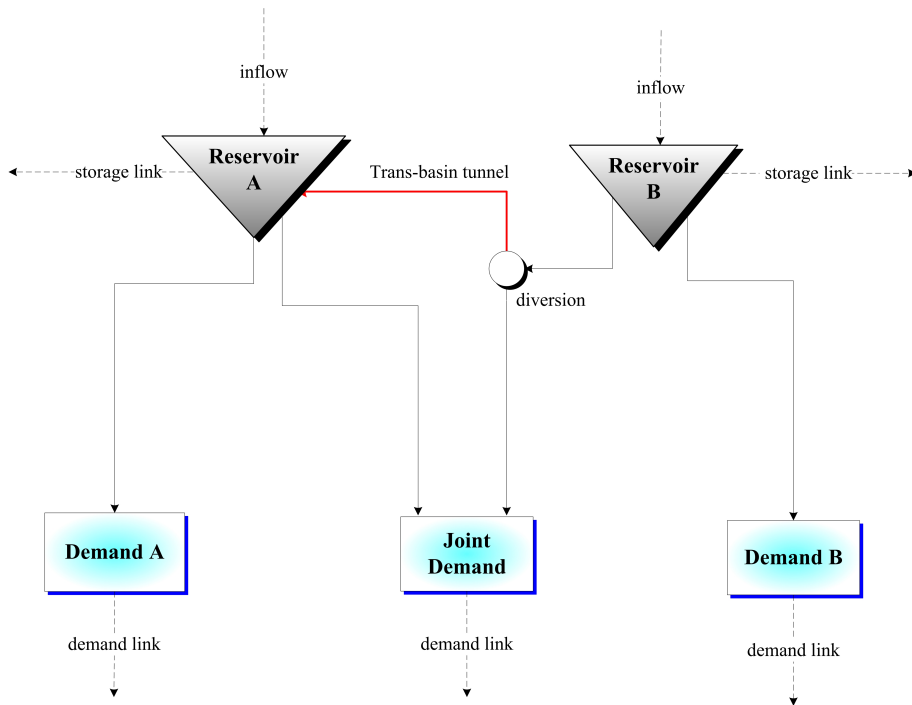 inflow
inflow
Reservoir
A
Reservoir
B
storage link
Trans-basin tunnel
storage link
diversion
Demand A
Joint
Demand
Demand B
demand link
demand link
demand link